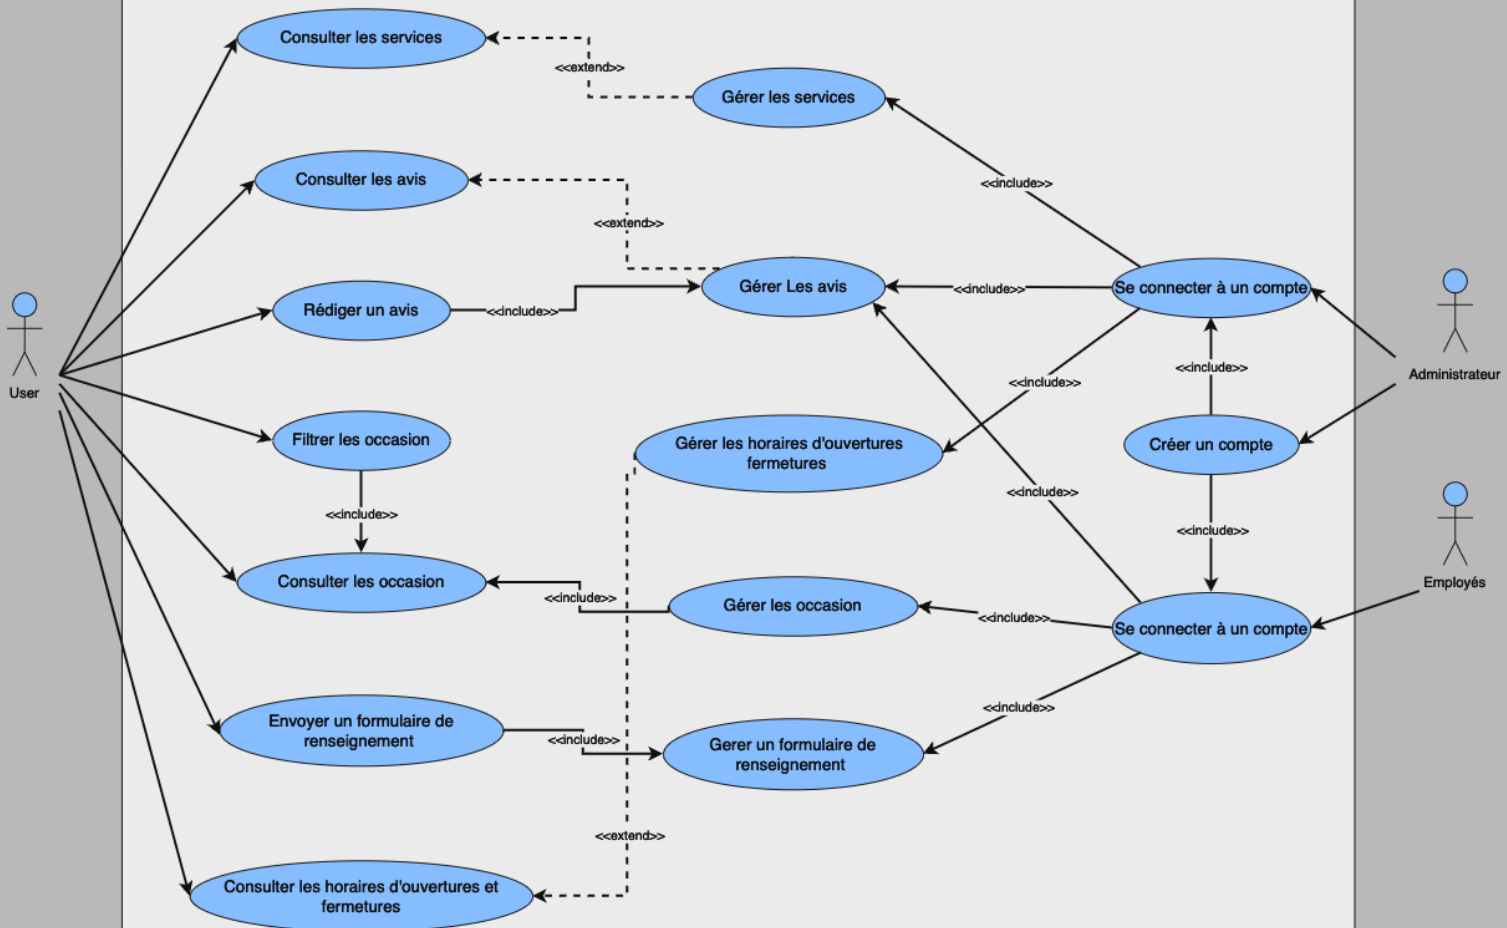 Consulter les services
<<extend>>
Gérer les services
Consulter les avis
<<include>>
<<extend>>
Gérer Les avis
<<include>>
Se connecter à un compte
Rédiger un avis
<<include>>
User
<<include>>
<<include>>
Administrateur
Filtrer les occasion
Gérer les horaires d'ouvertures
fermetures
Créer un compte
<<include>>
<<include>>
<<include>>
Consulter les occasion
<<include>>
Gérer les occasion
<<include>>
Employés
Se connecter à un compte
Envoyer un formulaire de
renseignement
<<include>>
<<include>>
Gerer un formulaire de
renseignement
<<extend>>
Consulter les horaires d'ouvertures et
fermetures